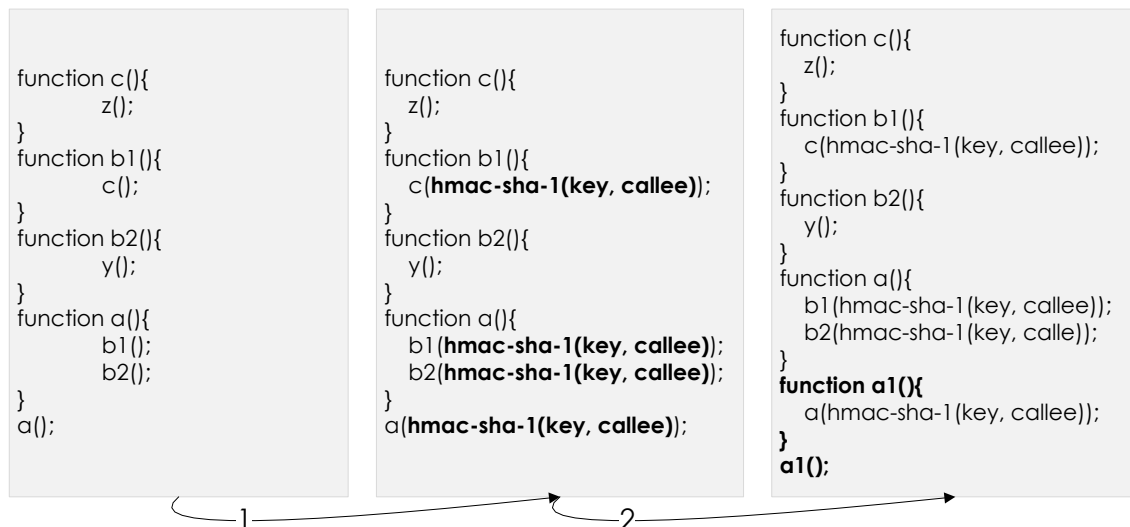 function c(){
z();
}
function b1(){
c();
}
function b2(){
y();
}
function a(){
b1();
b2();
}
a();
function c(){
z();
}
function b1(){
c(hmac-sha-1(key, callee));
}
function b2(){
y();
}
function a(){
b1(hmac-sha-1(key, callee));
b2(hmac-sha-1(key, callee));
}
a(hmac-sha-1(key, callee));
function c(){
z();
}
function b1(){
c(hmac-sha-1(key, callee));
}
function b2(){
y();
}
function a(){
b1(hmac-sha-1(key, callee));
b2(hmac-sha-1(key, calle));
}
function a1(){
a(hmac-sha-1(key, callee));
}
a1();
1
2